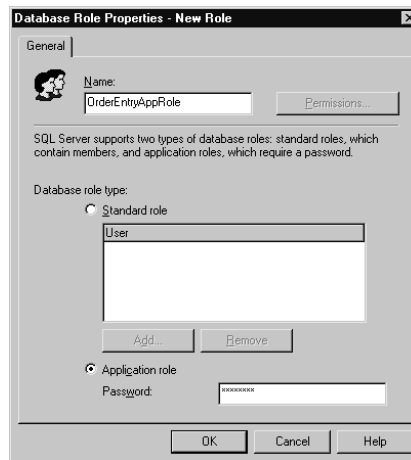 Database Role Properties - New Role
General
Name:
OrderEntryAppRole
Permissions...
SQL Server supports two types of database roles: standard roles, which
contain members, and application roles, which require a password.
Database role type:
Standard role
User
Add...
Remove
Application role
Password:
********
OK
Cancel
Help